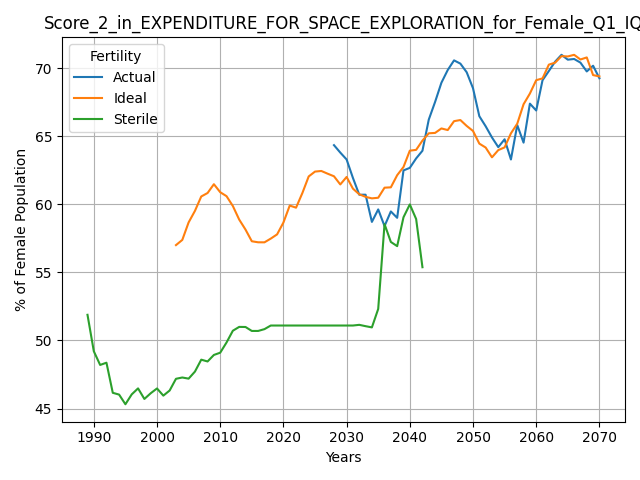 Score_2_in_EXPENDITURE_FOR_SPACE_EXPLORATION_for_Female_Q1_IQ
Fertility
Actual
Ideal
Sterile
% of Female Population
70
65
60
55
50
45
1990 2000 2010 2020 2030 2040 2050 2060 2070
Years